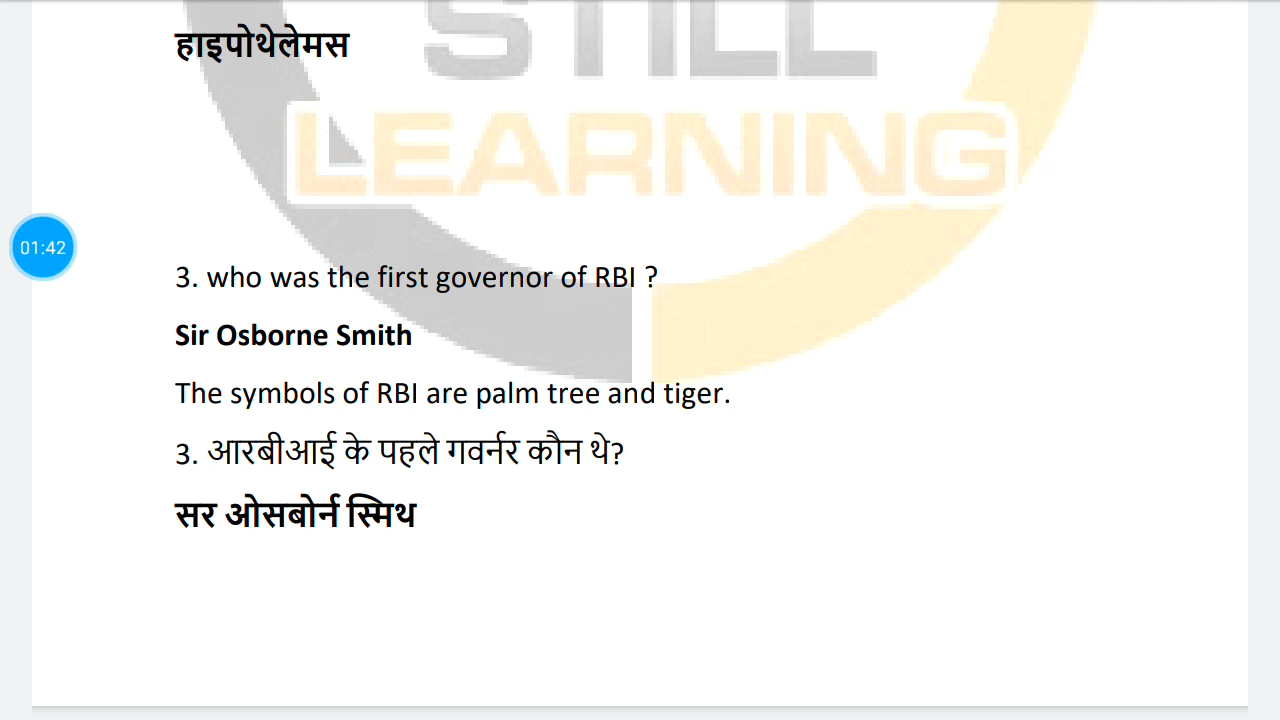 हाइपोथेलेमस
STILL
LEARNING
01:42
3. who was the first governor of RBI ?
Sir Osborne Smith
The symbols of RBI are palm tree and tiger.
3. आरबीआई के पहले गवर्नर कौन थे?
सर ओसबोर्न स्मिथ